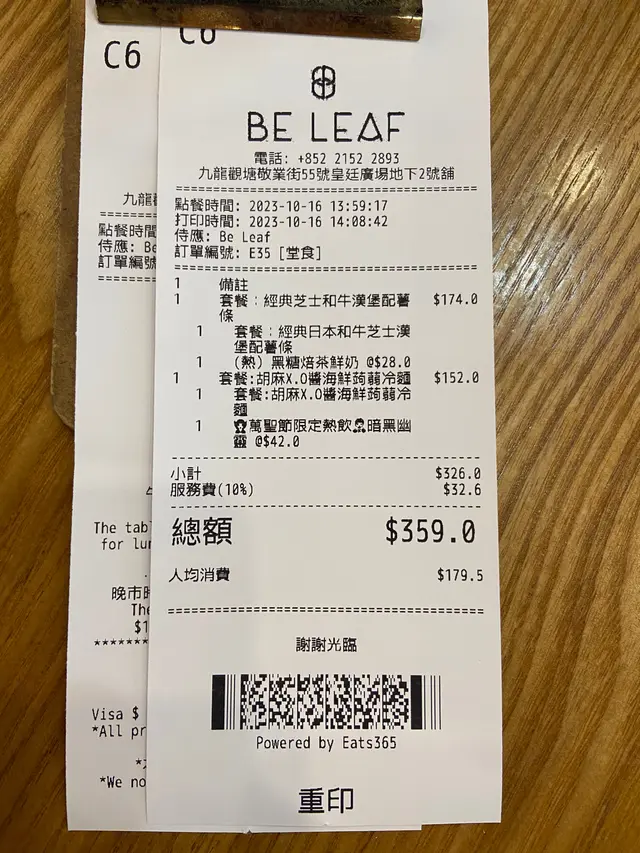 C6
C6
BE LEAF
電話: +852 2152 2893
九龍觀塘敬業街55號皇廷廣場地下2號舖
點餐時間: 2023-10-16 13:59:17
打印時間: 2023-10-16 14:08:42
侍應: Be Leaf
訂單編號: E35 [堂食]
1 備註
1 套餐：經典芝士和牛漢堡配薯 $174.0
條
1 套餐：經典日本和牛芝士漢
堡配薯條
1 (熱) 黑糖焙茶鮮奶 @$28.0
1 套餐:胡麻X.O醬海鮮蒟蒻冷麵 $152.0
1 套餐:胡麻X.O醬海鮮蒟蒻冷
麵
1 萬聖節限定熱飲暗黑幽
靈 @$42.0
小計 $326.0
服務費(10%) $32.6
總額 $359.0
人均消費 $179.5
謝謝光臨
Powered by Eats365
重印
九龍
點餐時間
侍應: Be
訂單編號
The tab
for lun
晚市時
The
$1
*******
Visa $
*All pr
*We no